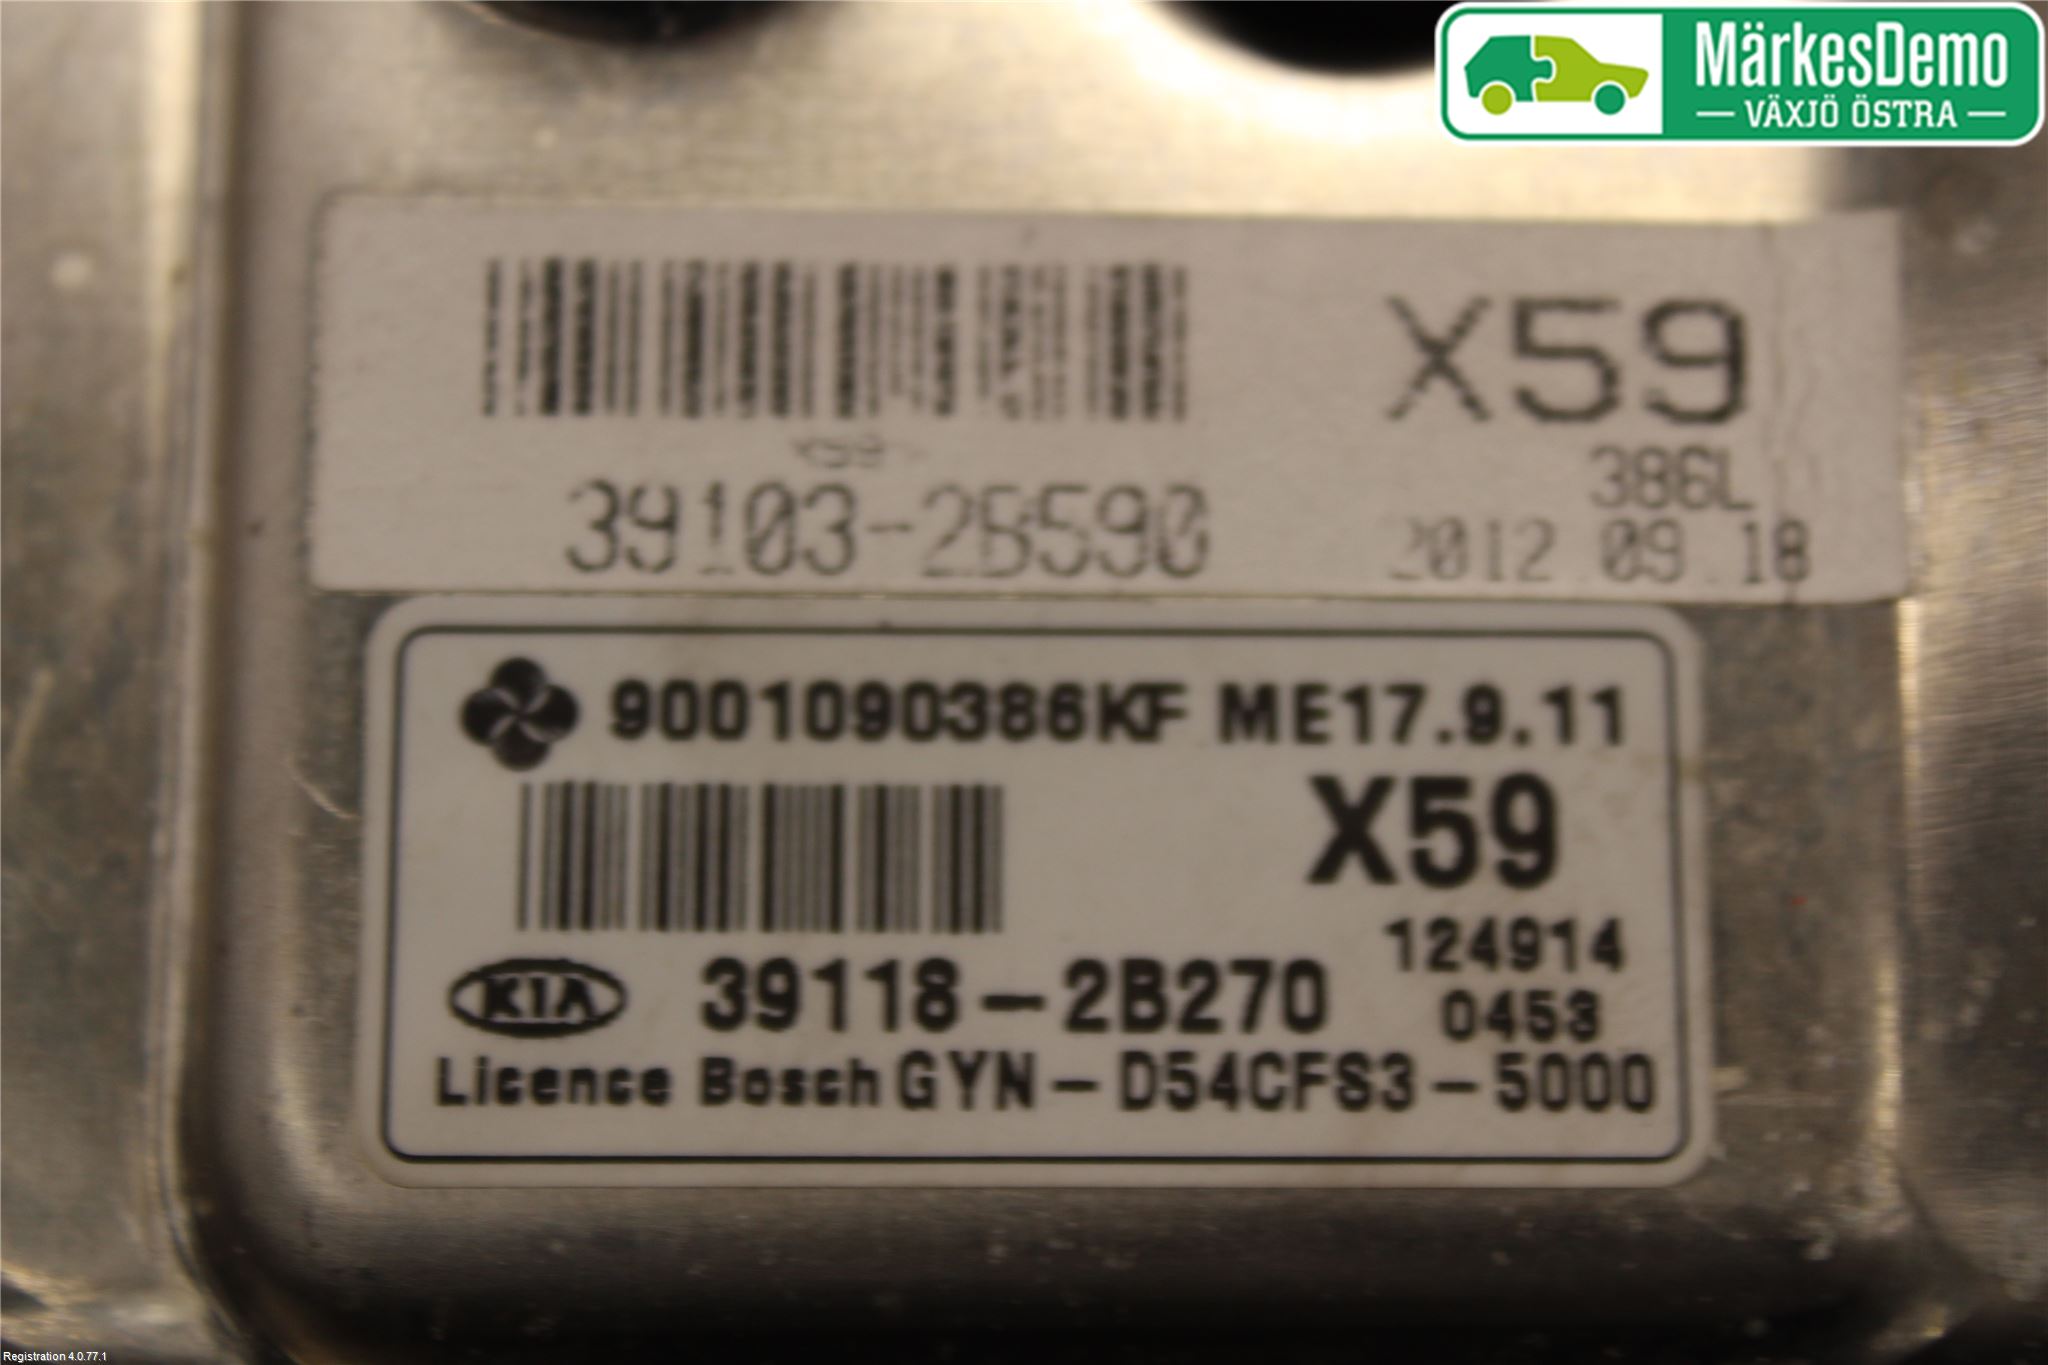 MärkesDemo
VÄXJÖ ÖSTRA
X59
386L
39103-2B590
2012.09.18
9001090386KF ME17.9.11
X59
124914
KIA 39118-2B270
0453
Licence Bosch GYN-D54CFS3-5000
Registration 4.0.77.1